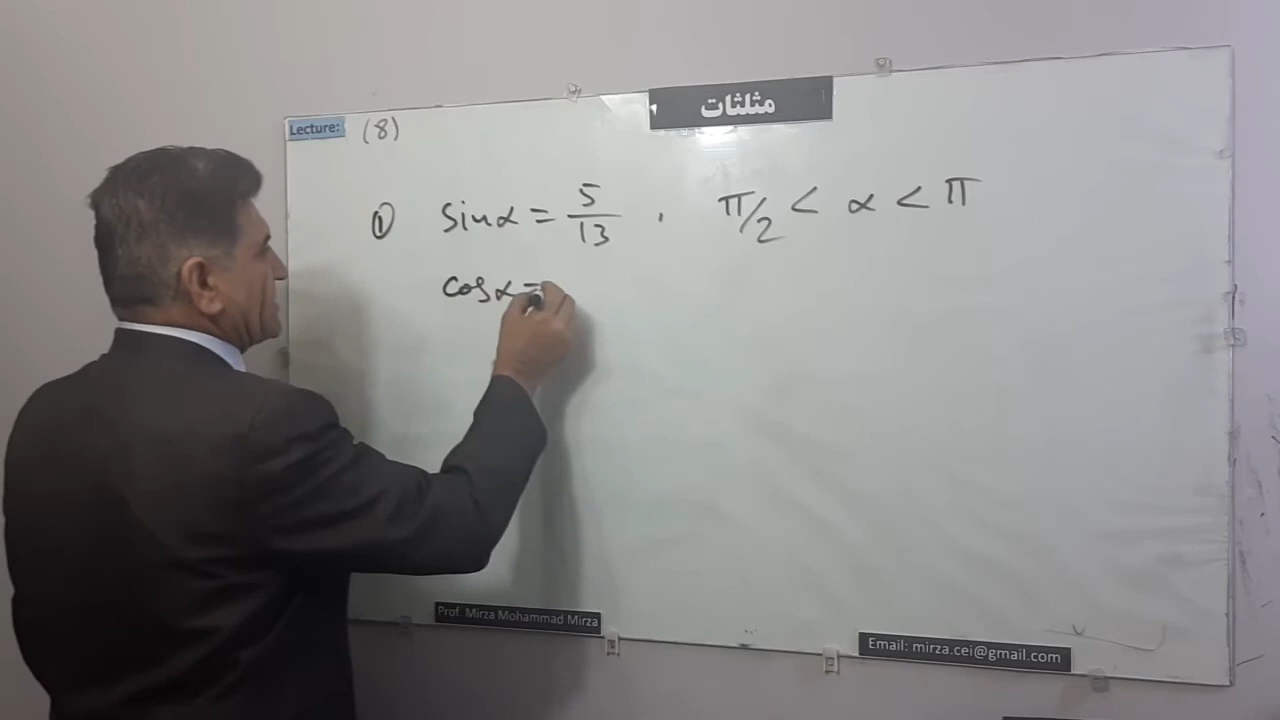 مثلثات
Lecture: (8)
① sinα = 5/13 , π/2 < α < π
cosα =
Prof. Mirza Mohammad Mirza
Email: mirza.cei@gmail.com